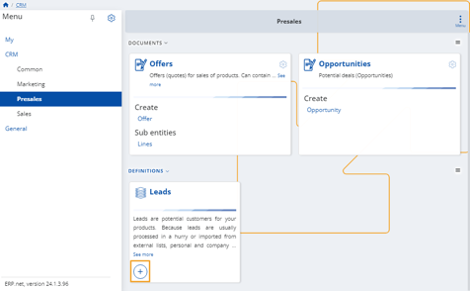 / CRM
Menu
My
CRM
Common
Marketing
Presales
Sales
General
ERP.net, version 24.1.3.96
Presales
Menu
DOCUMENTS
Offers
Offers (quotes) for sales of products. Can contain ... See
more
Create
Offer
Sub entities
Lines
Opportunities
Potential deals (Opportunities)
Create
Opportunity
DEFINITIONS
Leads
Leads are potential customers for your
products. Because leads are usually
processed in a hurry or imported from
external lists, personal and company ...
See more